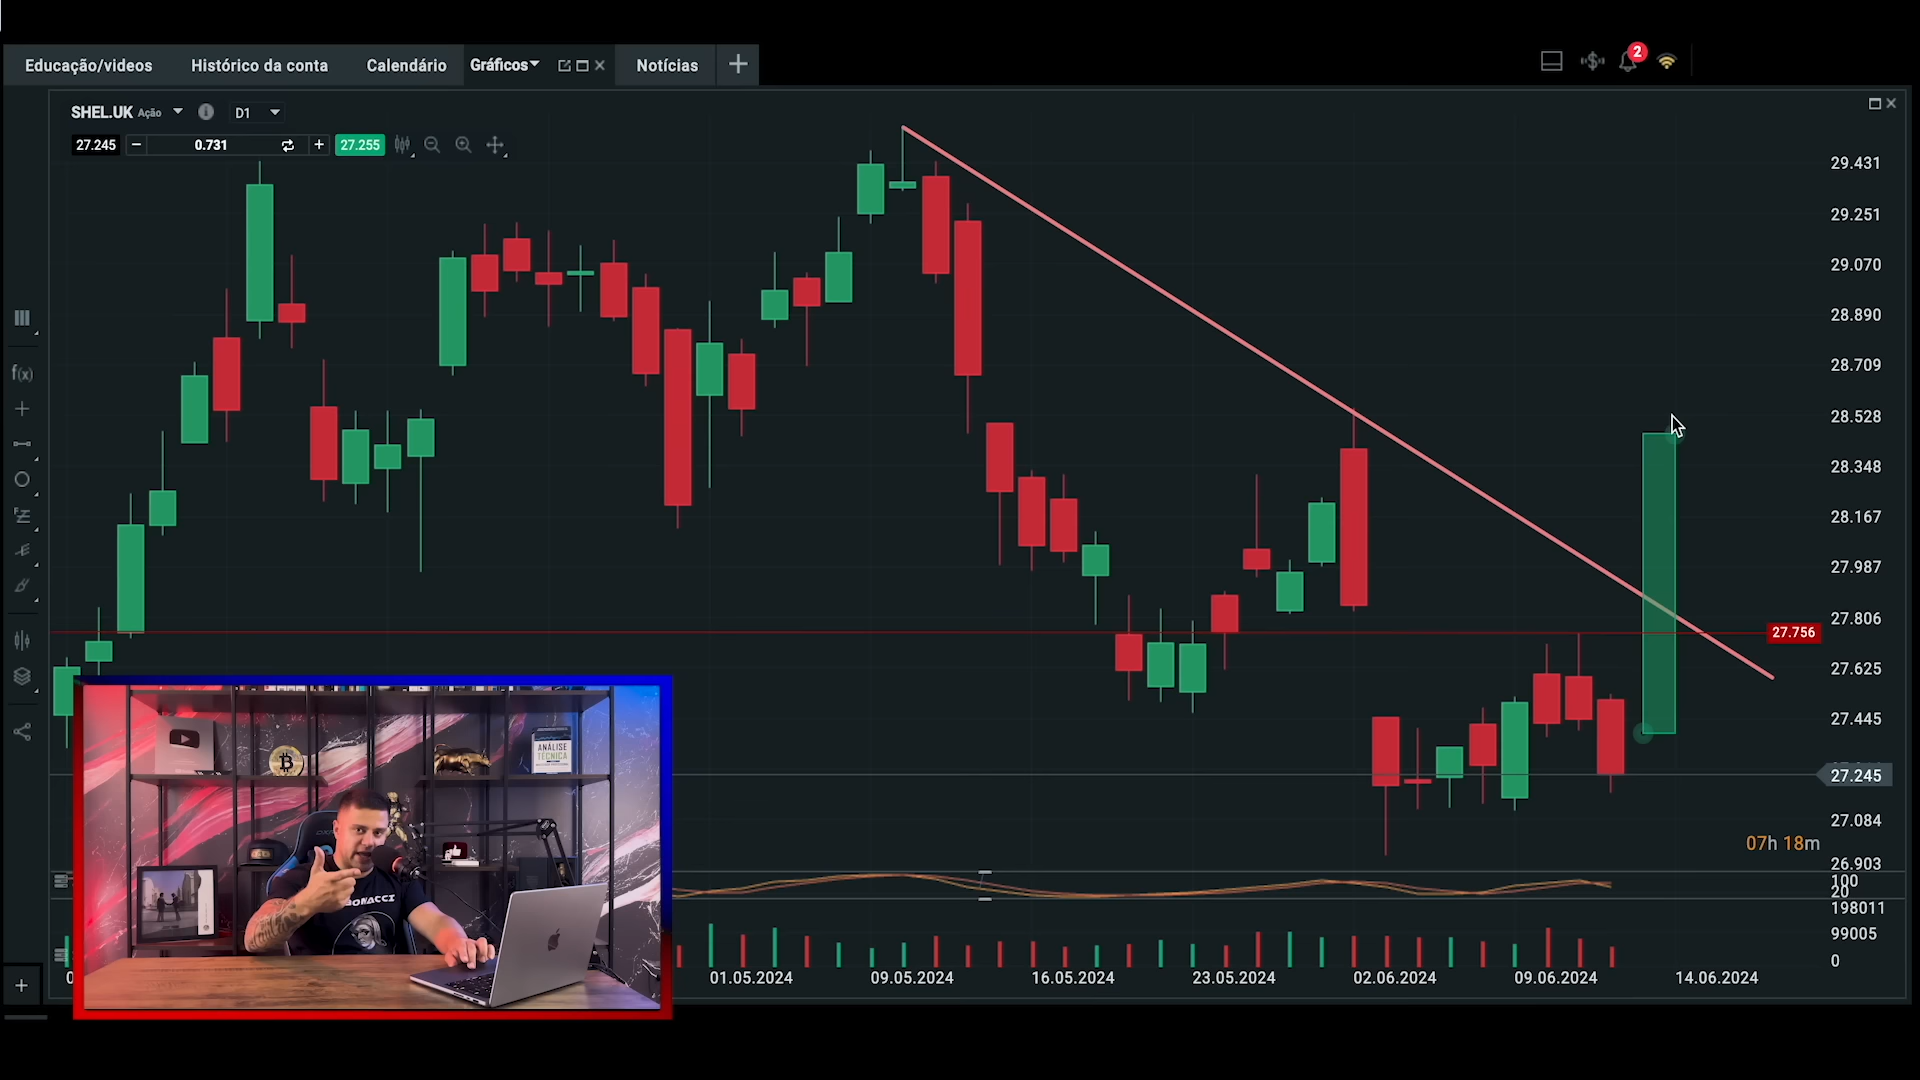 Educação/videos Histórico da conta Calendário Gráficos Notícias
2
SHEL.UK Ação D1
27.245 0.731 27.255
29.431
29.251
29.070
28.890
28.709
28.528
28.348
28.167
27.987
27.806
27.756
27.625
27.445
27.245
27.084
07h 18m
26.903
100
20
198011
99005
0
f(x)
01.05.2024 09.05.2024 16.05.2024 23.05.2024 02.06.2024 09.06.2024 14.06.2024
ANÁLISE
TÉCNICA
BONACCI